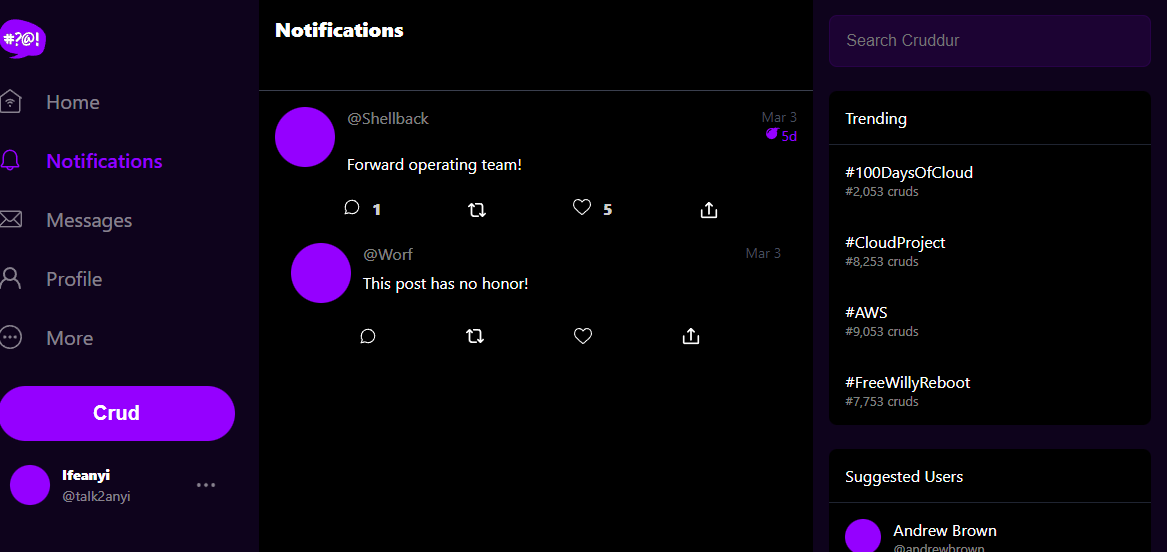 #?@!
Home
Notifications
Messages
Profile
More
Crud
Ifeanyi
@talk2anyi
Notifications
@Shellback
Mar 3
5d
Forward operating team!
1
5
@Worf
Mar 3
This post has no honor!
Search Cruddur
Trending
#100DaysOfCloud
#2,053 cruds
#CloudProject
#8,253 cruds
#AWS
#9,053 cruds
#FreeWillyReboot
#7,753 cruds
Suggested Users
Andrew Brown
@andrewbrown